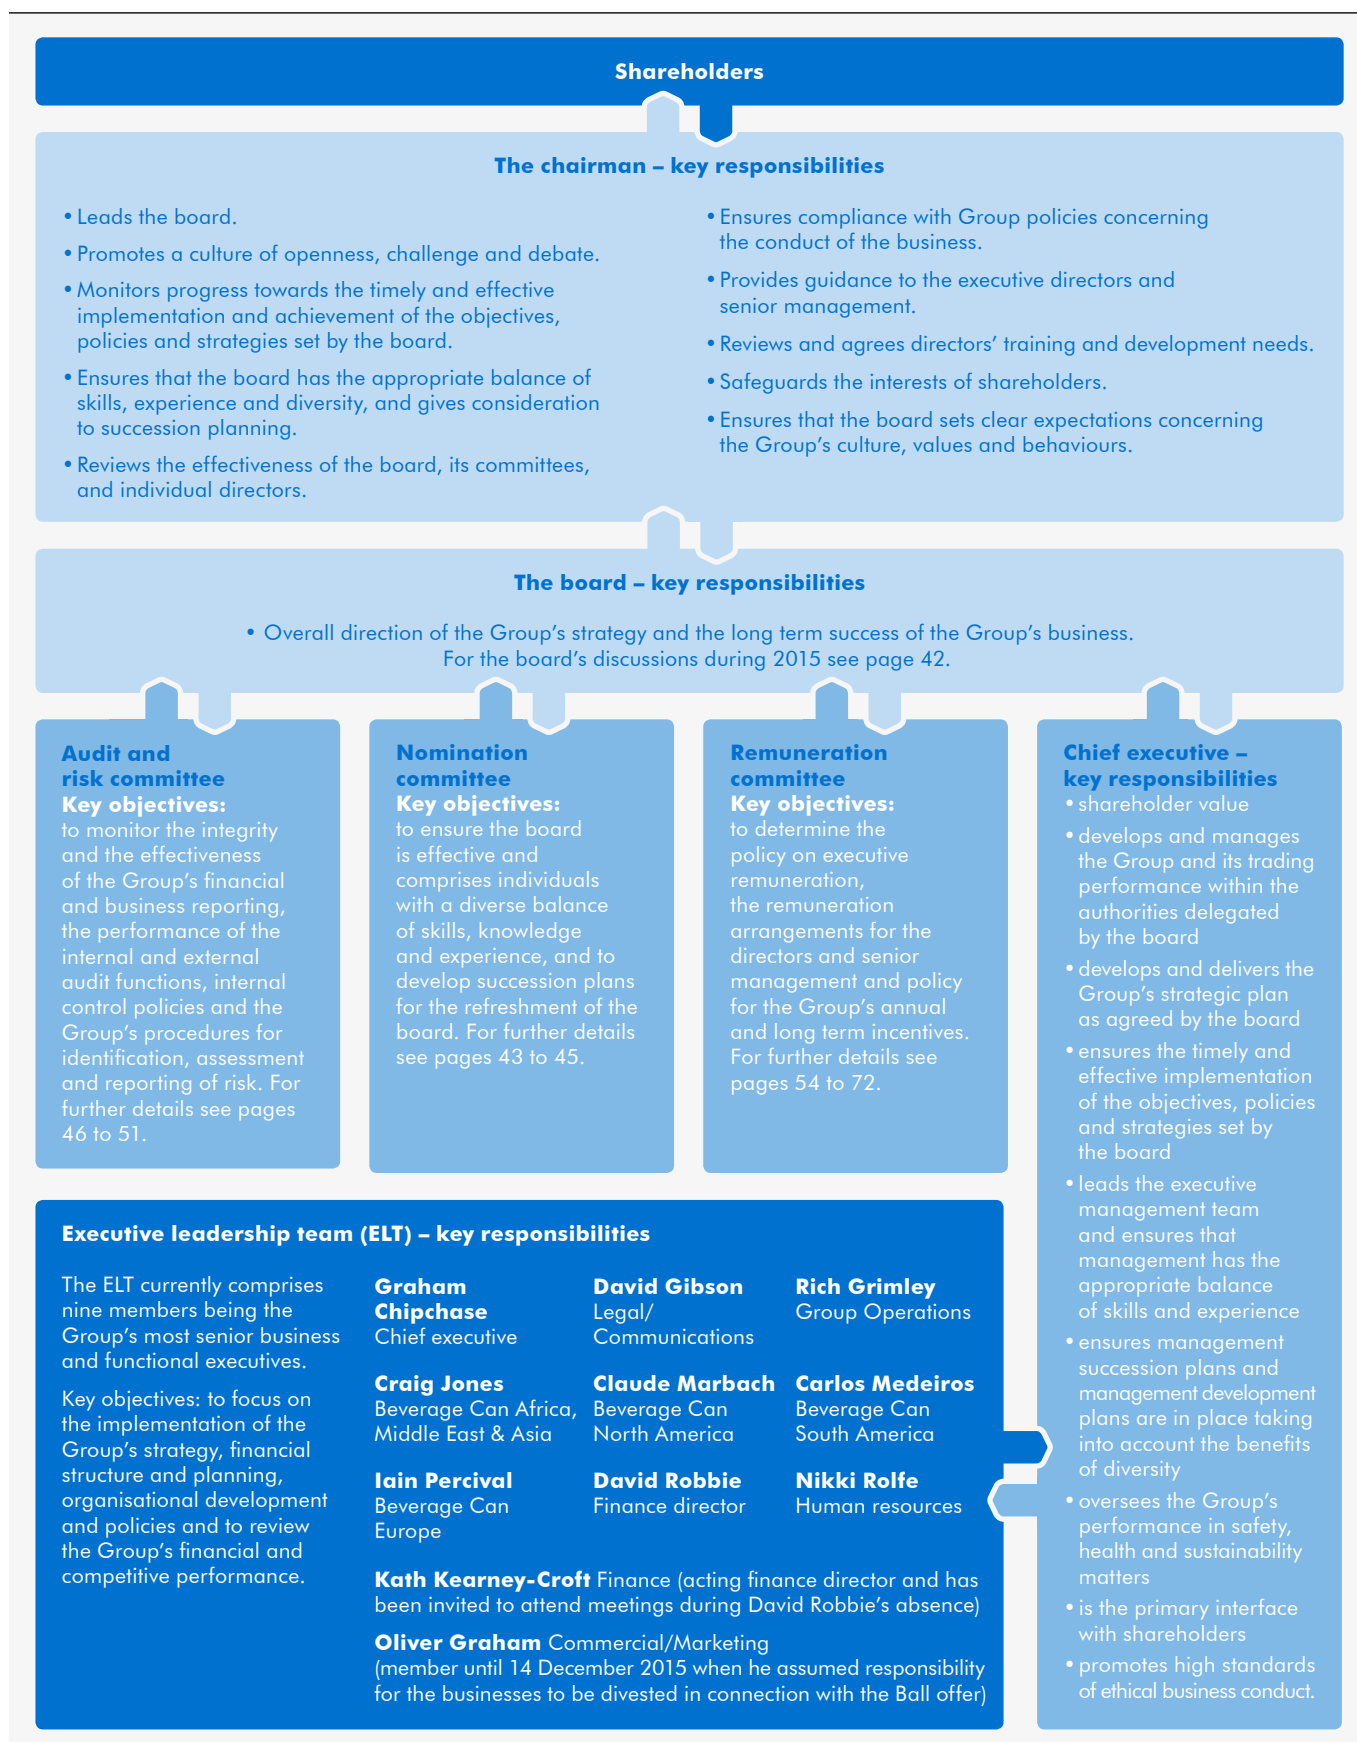 Shareholders
The chairman – key responsibilities
• Leads the board.
• Promotes a culture of openness, challenge and debate.
• Monitors progress towards the timely and effective
implementation and achievement of the objectives,
policies and strategies set by the board.
• Ensures that the board has the appropriate balance of
skills, experience and diversity, and gives consideration
to succession planning.
• Reviews the effectiveness of the board, its committees,
and individual directors.
• Ensures compliance with Group policies concerning
the conduct of the business.
• Provides guidance to the executive directors and
senior management.
• Reviews and agrees directors’ training and development needs.
• Safeguards the interests of shareholders.
• Ensures that the board sets clear expectations concerning
the Group’s culture, values and behaviours.
The board – key responsibilities
• Overall direction of the Group’s strategy and the long term success of the Group’s business.
For the board’s discussions during 2015 see page 42.
Audit and
risk committee
Key objectives:
to monitor the integrity
and the effectiveness
of the Group’s financial
and business reporting,
the performance of the
internal and external
audit functions, internal
control policies and the
Group’s procedures for
identification, assessment
and reporting of risk. For
further details see pages
46 to 51.
Nomination
committee
Key objectives:
to ensure the board
is effective and
comprises individuals
with a diverse balance
of skills, knowledge
and experience, and to
develop succession plans
for the refreshment of the
board. For further details
see pages 43 to 45.
Remuneration
committee
Key objectives:
to determine the
policy on executive
remuneration,
the remuneration
arrangements for the
directors and senior
management and policy
for the Group’s annual
and long term incentives.
For further details see
pages 54 to 72.
Chief executive –
key responsibilities
• shareholder value
• develops and manages
the Group and its trading
performance within the
authorities delegated
by the board
• develops and delivers the
Group’s strategic plan
as agreed by the board
• ensures the timely and
effective implementation
of the objectives, policies
and strategies set by
the board
• leads the executive
management team
and ensures that
management has the
appropriate balance
of skills and experience
• ensures management
succession plans and
management development
plans are in place taking
into account the benefits
of diversity
• oversees the Group’s
performance in safety,
health and sustainability
matters
• is the primary interface
with shareholders
• promotes high standards
of ethical business conduct.
Executive leadership team (ELT) – key responsibilities
The ELT currently comprises
nine members being the
Group’s most senior business
and functional executives.
Key objectives: to focus on
the implementation of the
Group’s strategy, financial
structure and planning,
organisational development
and policies and to review
the Group’s financial and
competitive performance.
Graham
Chipchase
Chief executive
David Gibson
Legal/
Communications
Rich Grimley
Group Operations
Craig Jones
Beverage Can Africa,
Middle East & Asia
Claude Marbach
Beverage Can
North America
Carlos Medeiros
Beverage Can
South America
Iain Percival
Beverage Can
Europe
David Robbie
Finance director
Nikki Rolfe
Human resources
Kath Kearney-Croft Finance (acting finance director and has
been invited to attend meetings during David Robbie’s absence)
Oliver Graham Commercial/Marketing
(member until 14 December 2015 when he assumed responsibility
for the businesses to be divested in connection with the Ball offer)